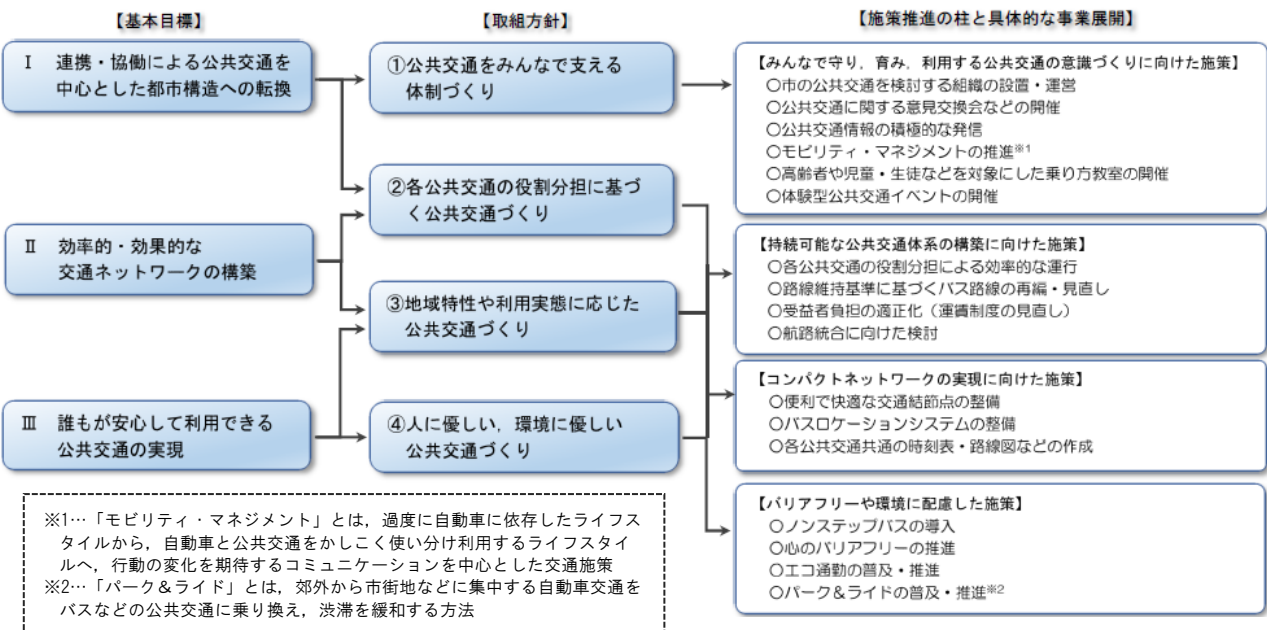 【基本目標】
Ⅰ 連携・協働による公共交通を
中心とした都市構造への転換
Ⅱ 効率的・効果的な
交通ネットワークの構築
Ⅲ 誰もが安心して利用できる
公共交通の実現
【取組方針】
①公共交通をみんなで支える
体制づくり
②各公共交通の役割分担に基づ
く公共交通づくり
③地域特性や利用実態に応じた
公共交通づくり
④人に優しい，環境に優しい
公共交通づくり
【施策推進の柱と具体的な事業展開】
【みんなで守り，育み，利用する公共交通の意識づくりに向けた施策】
○市の公共交通を検討する組織の設置・運営
○公共交通に関する意見交換会などの開催
○公共交通情報の積極的な発信
○モビリティ・マネジメントの推進※1
○高齢者や児童・生徒などを対象にした乗り方教室の開催
○体験型公共交通イベントの開催
【持続可能な公共交通体系の構築に向けた施策】
○各公共交通の役割分担による効率的な運行
○路線維持基準に基づくバス路線の再編・見直し
○受益者負担の適正化（運賃制度の見直し）
○航路統合に向けた検討
【コンパクトネットワークの実現に向けた施策】
○便利で快適な交通結節点の整備
○バスロケーションシステムの整備
○各公共交通共通の時刻表・路線図などの作成
【バリアフリーや環境に配慮した施策】
○ノンステップバスの導入
○心のバリアフリーの推進
○エコ通勤の普及・推進
○パーク＆ライドの普及・推進※2
※1…「モビリティ・マネジメント」とは，過度に自動車に依存したライフス
タイルから，自動車と公共交通をかしこく使い分け利用するライフスタイ
ルへ，行動の変化を期待するコミュニケーションを中心とした交通施策
※2…「パーク＆ライド」とは，郊外から市街地などに集中する自動車交通を
バスなどの公共交通に乗り換え，渋滞を緩和する方法